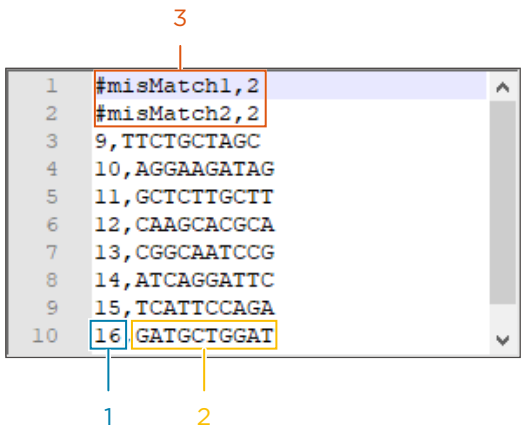 3
1 #misMatch1,2
2 #misMatch2,2
3 9,TTCTGCTAGC
4 10,AGGAAGATAG
5 11,GCTCTTGCTT
6 12,CAAGCACGCA
7 13,CGGCAATCCG
8 14,ATCAGGATTC
9 15,TCATTCCAGA
10 16,GATGCTGGAT
1 2